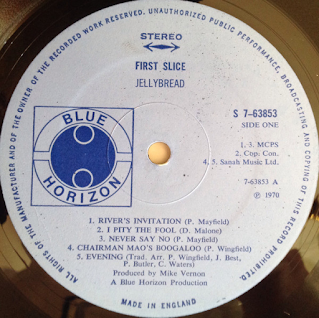 ALL RIGHTS OF THE MANUFACTURER AND OF THE OWNER OF THE RECORDED WORK RESERVED. UNAUTHORIZED PUBLIC PERFORMANCE, BROADCASTING AND COPYING OF THIS RECORD PROHIBITED.
STEREO
FIRST SLICE
JELLYBREAD
BLUE
HORIZON
S 7-63853
SIDE ONE
1. 3. MCPS
2. Cop: Con.
4. 5. Sanah Music Ltd.
7-63853 A
Ⓟ 1970
1. RIVER'S INVITATION (P. Mayfield)
2. I PITY THE FOOL (D. Malone)
3. NEVER SAY NO (P. Mayfield)
4. CHAIRMAN MAO'S BOOGALOO (P. Wingfield)
5. EVENING (Trad. Arr. P. Wingfield, J. Best,
P. Butler, C. Waters)
Produced by Mike Vernon
A Blue Horizon Production
MADE IN ENGLAND